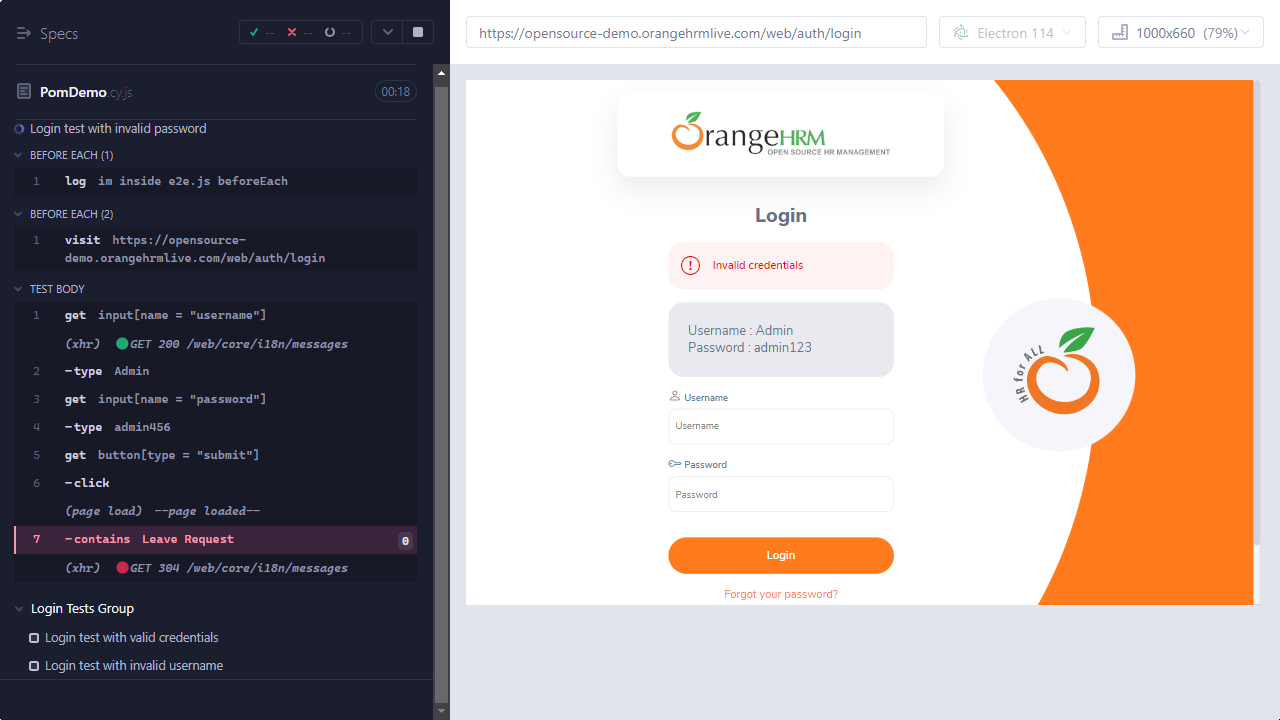 Specs
-- -- --
PomDemo.cy.js
00:18
Login test with invalid password
BEFORE EACH (1)
1 log im inside e2e.js beforeEach
BEFORE EACH (2)
1 visit https://opensource-
demo.orangehrmlive.com/web/auth/login
TEST BODY
1 get input[name = "username"]
(xhr) GET 200 /web/core/i18n/messages
2 -type Admin
3 get input[name = "password"]
4 -type admin456
5 get button[type = "submit"]
6 -click
(page load) --page loaded--
7 -contains Leave Request 0
(xhr) GET 304 /web/core/i18n/messages
Login Tests Group
Login test with valid credentials
Login test with invalid username
https://opensource-demo.orangehrmlive.com/web/auth/login
Electron 114
1000x660 (79%)
OrangeHRM
OPEN SOURCE HR MANAGEMENT
Login
Invalid credentials
Username : Admin
Password : admin123
Username
Username
Password
Password
Login
Forgot your password?
HR for ALL